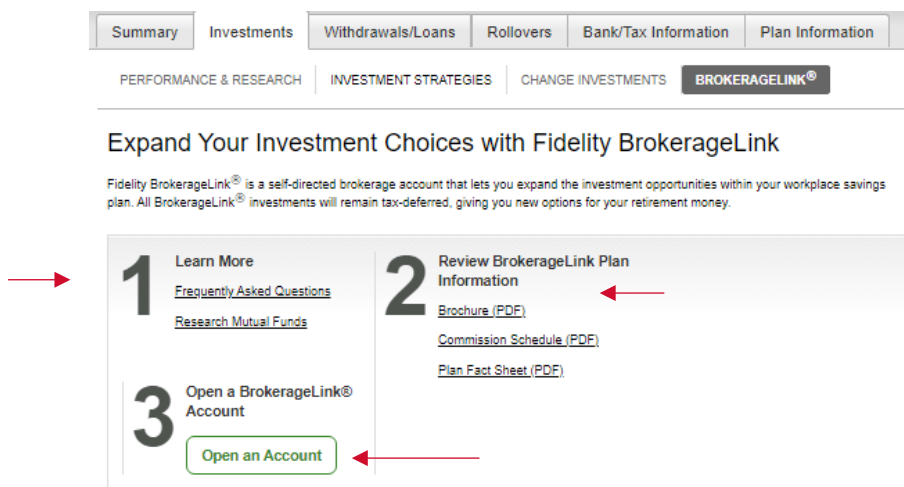 Summary Investments Withdrawals/Loans Rollovers Bank/Tax Information Plan Information
PERFORMANCE & RESEARCH INVESTMENT STRATEGIES CHANGE INVESTMENTS BROKERAGELINK®
Expand Your Investment Choices with Fidelity BrokerageLink
Fidelity BrokerageLink® is a self-directed brokerage account that lets you expand the investment opportunities within your workplace savings
plan. All BrokerageLink® investments will remain tax-deferred, giving you new options for your retirement money.
1
Learn More
Frequently Asked Questions
Research Mutual Funds
2
Review BrokerageLink Plan
Information
Brochure (PDF)
Commission Schedule (PDF)
Plan Fact Sheet (PDF)
3
Open a BrokerageLink®
Account
Open an Account